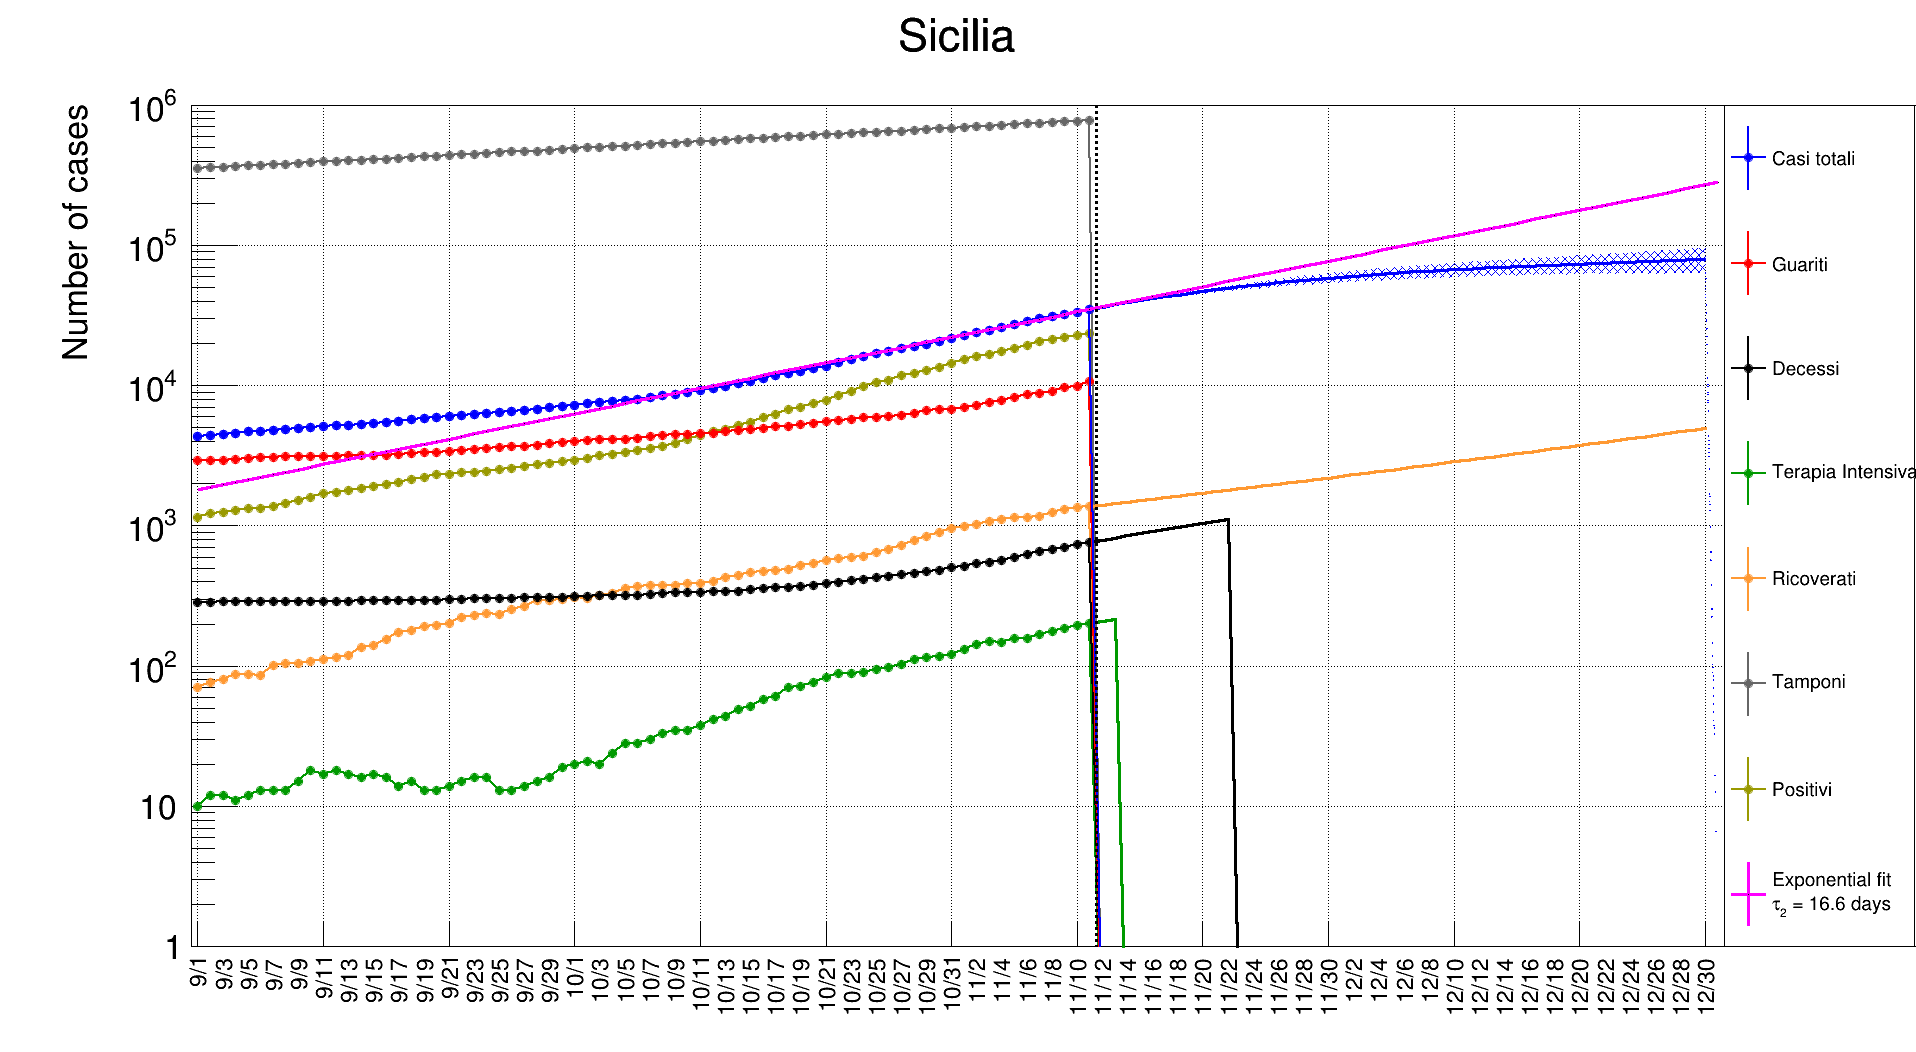 Sicilia
Number of cases
10^6
10^5
10^4
10^3
10^2
10
1
9/1 9/3 9/5 9/7 9/9 9/11 9/13 9/15 9/17 9/19 9/21 9/23 9/25 9/27 9/29 10/1 10/3 10/5 10/7 10/9 10/11 10/13 10/15 10/17 10/19 10/21 10/23 10/25 10/27 10/29 10/31 11/2 11/4 11/6 11/8 11/10 11/12 11/14 11/16 11/18 11/20 11/22 11/24 11/26 11/28 11/30 12/2 12/4 12/6 12/8 12/10 12/12 12/14 12/16 12/18 12/20 12/22 12/24 12/26 12/28 12/30
Casi totali
Guariti
Decessi
Terapia Intensiva
Ricoverati
Tamponi
Positivi
Exponential fit
τ_2 = 16.6 days